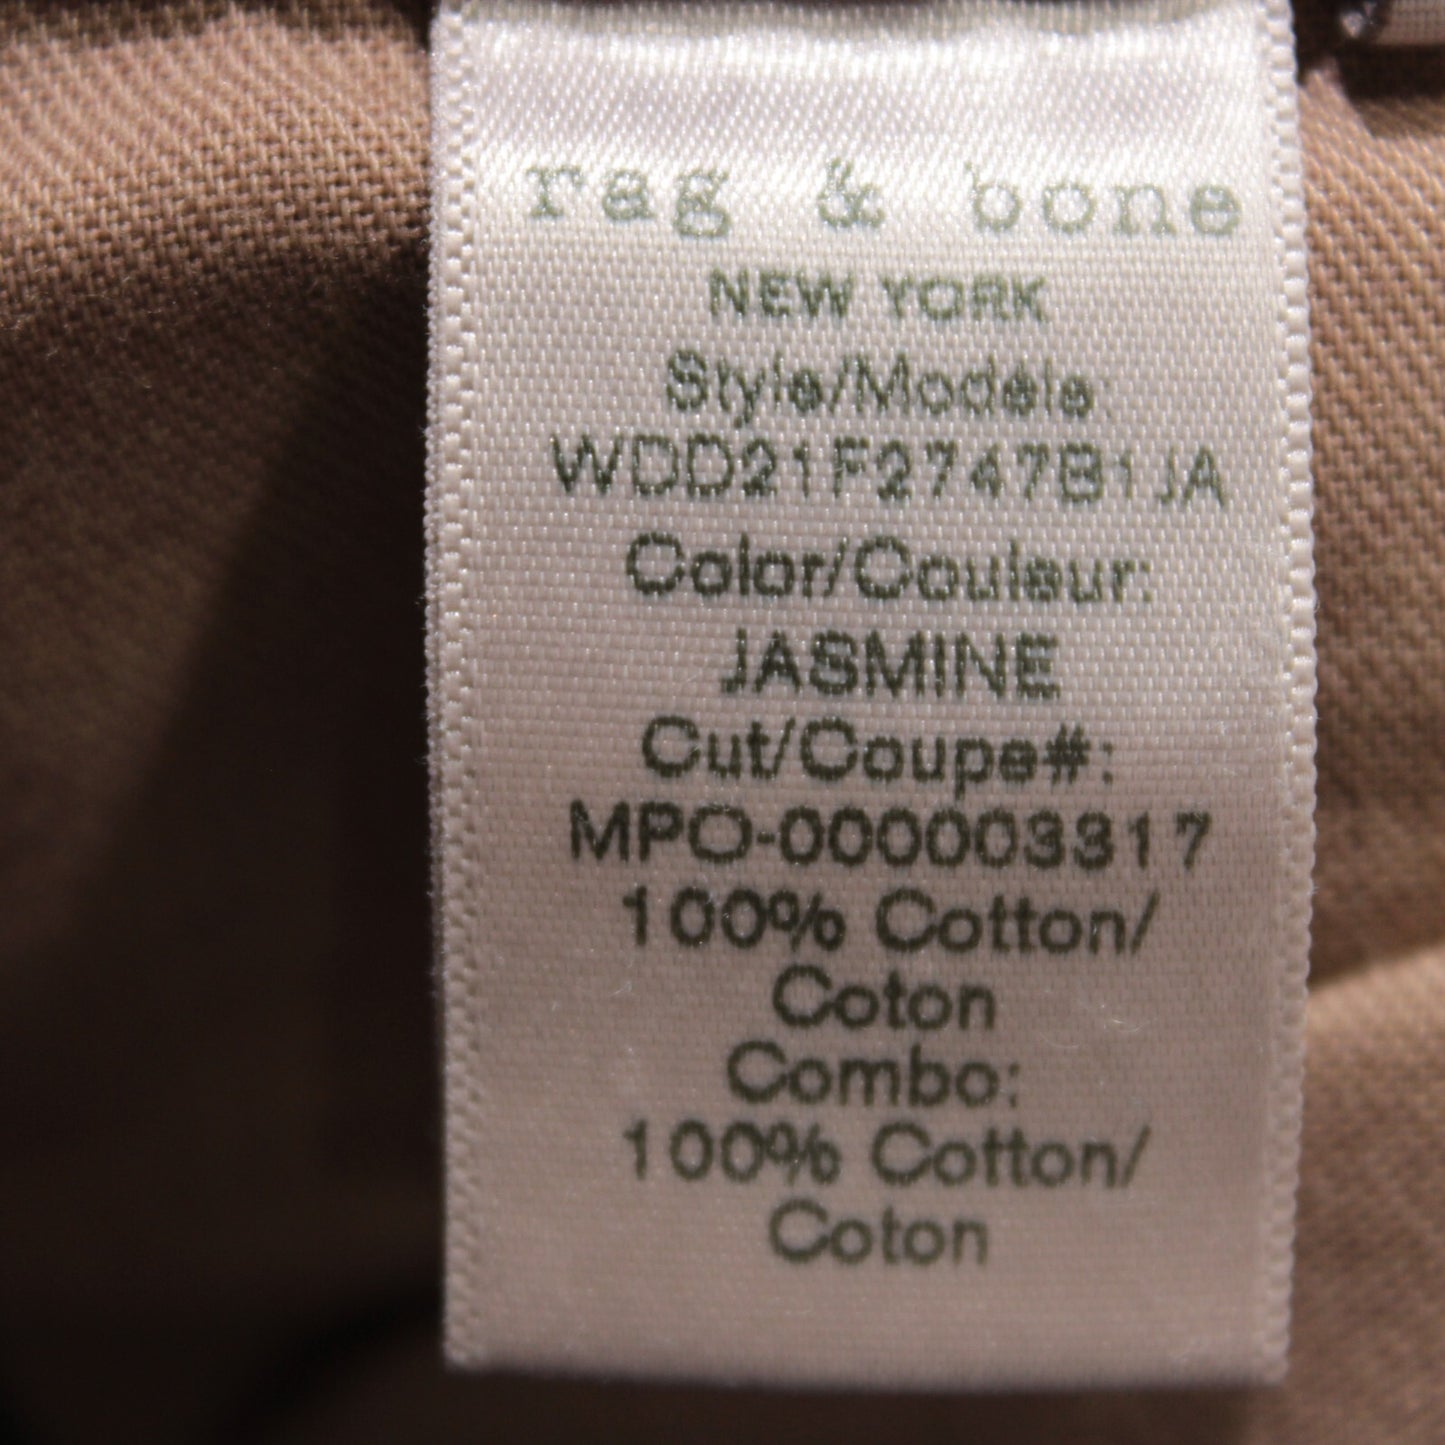 rag & bone
NEW YORK
Style/Modèle:
WDD21F2747B1JA
Color/Couleur:
JASMINE
Cut/Coupe#:
MPO-000003317
100% Cotton/
Coton
Combo:
100% Cotton/
Coton